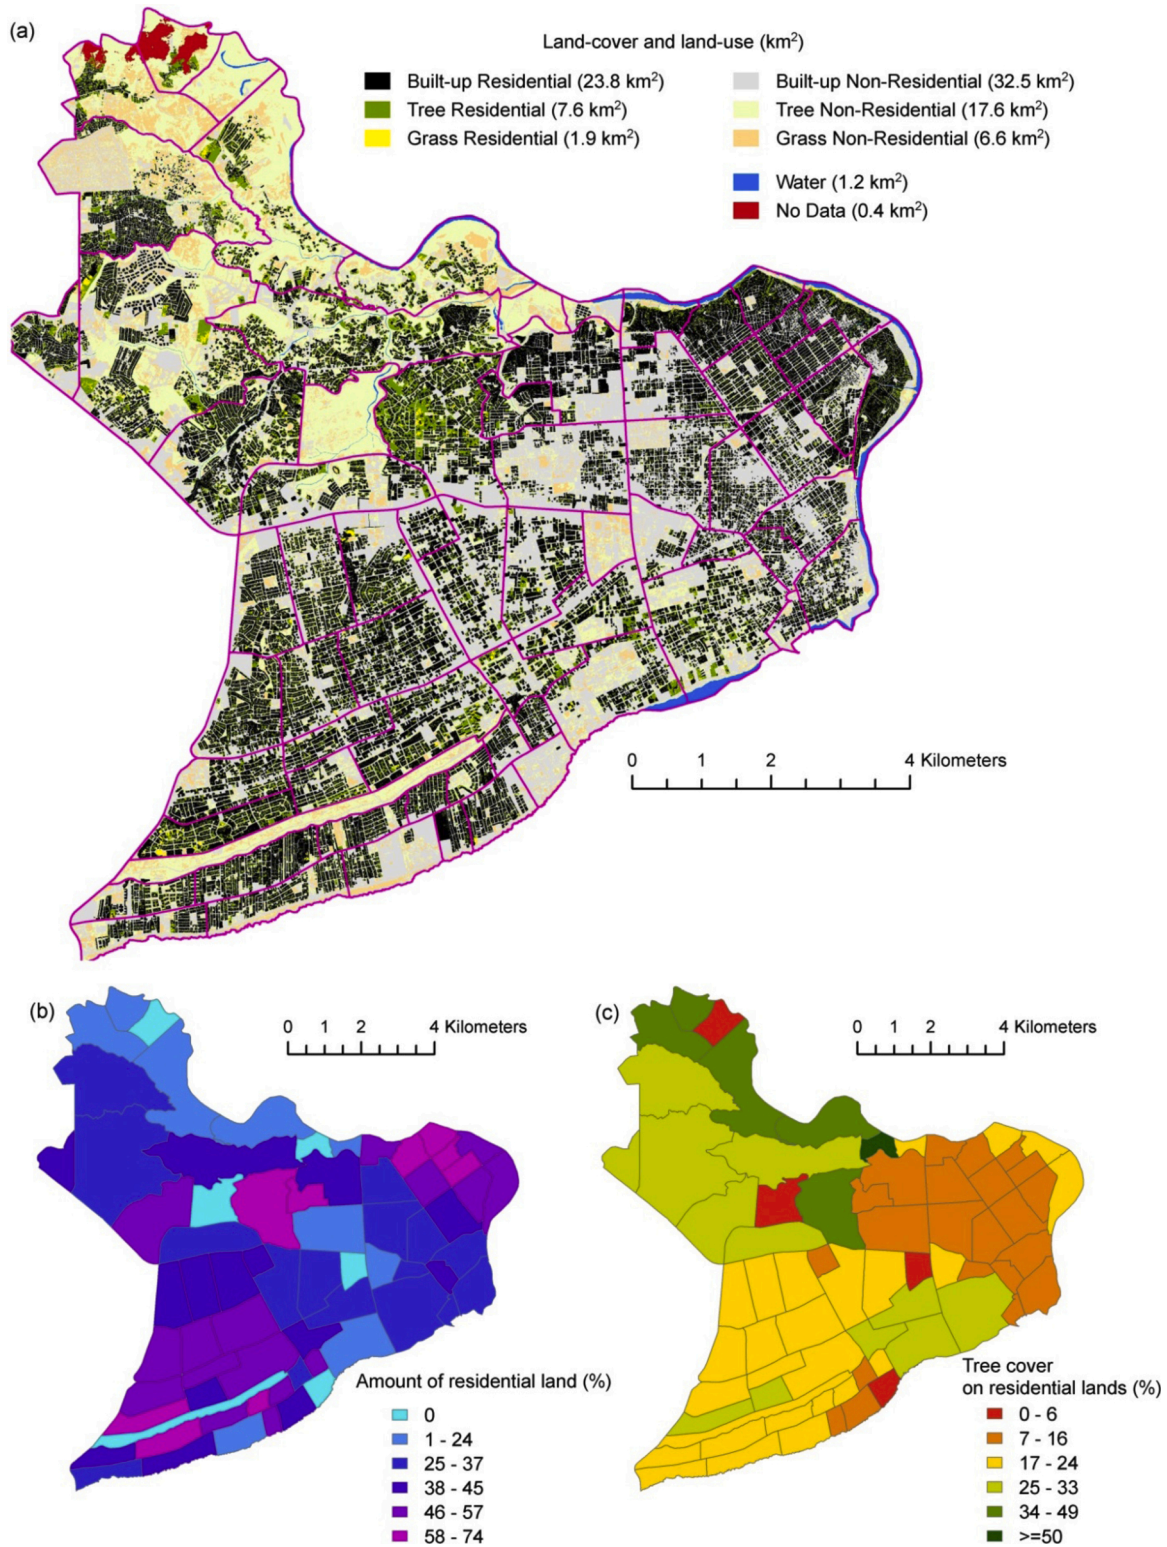 (a)
Land-cover and land-use (km²)
Built-up Residential (23.8 km²)
Tree Residential (7.6 km²)
Grass Residential (1.9 km²)
Built-up Non-Residential (32.5 km²)
Tree Non-Residential (17.6 km²)
Grass Non-Residential (6.6 km²)
Water (1.2 km²)
No Data (0.4 km²)
0 1 2 4 Kilometers
(b)
0 1 2 4 Kilometers
Amount of residential land (%)
0
1 - 24
25 - 37
38 - 45
46 - 57
58 - 74
(c)
0 1 2 4 Kilometers
Tree cover
on residential lands (%)
0 - 6
7 - 16
17 - 24
25 - 33
34 - 49
>=50